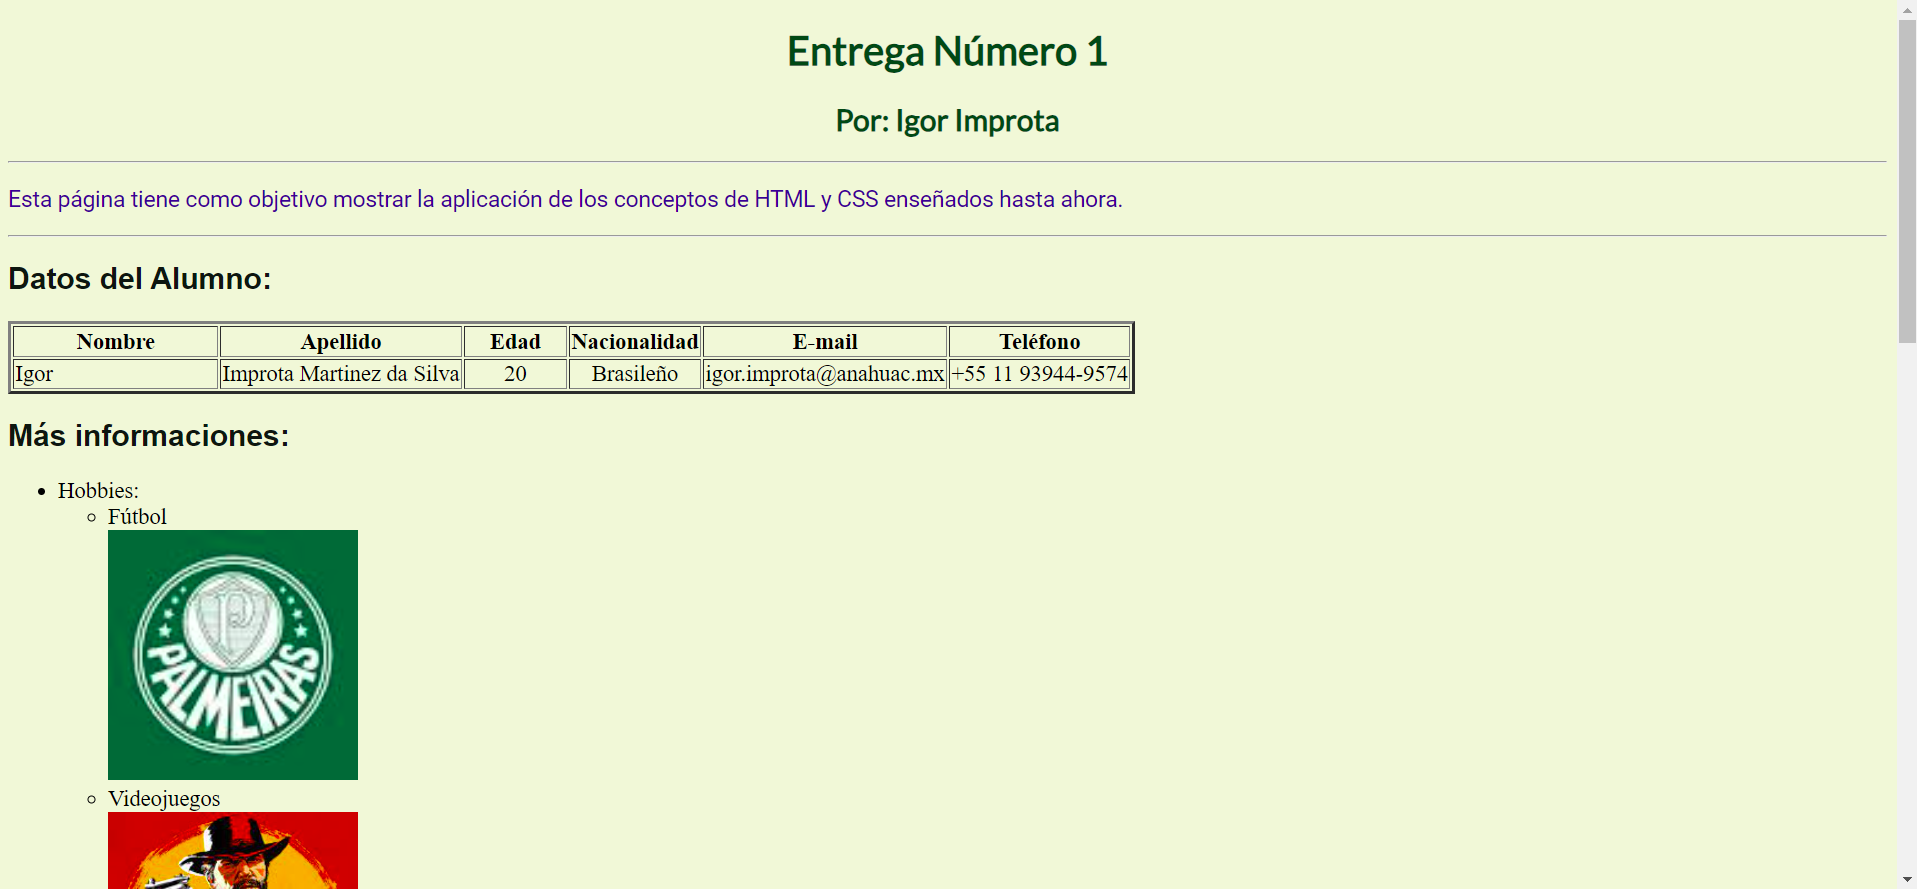 Entrega Número 1
Por: Igor Improta
Esta página tiene como objetivo mostrar la aplicación de los conceptos de HTML y CSS enseñados hasta ahora.
Datos del Alumno:
Nombre Apellido Edad Nacionalidad E-mail Teléfono
Igor Improta Martinez da Silva 20 Brasileño igor.improta@anahuac.mx +55 11 93944-9574
Más informaciones:
Hobbies:
Fútbol
P
PALMEIRAS
Videojuegos